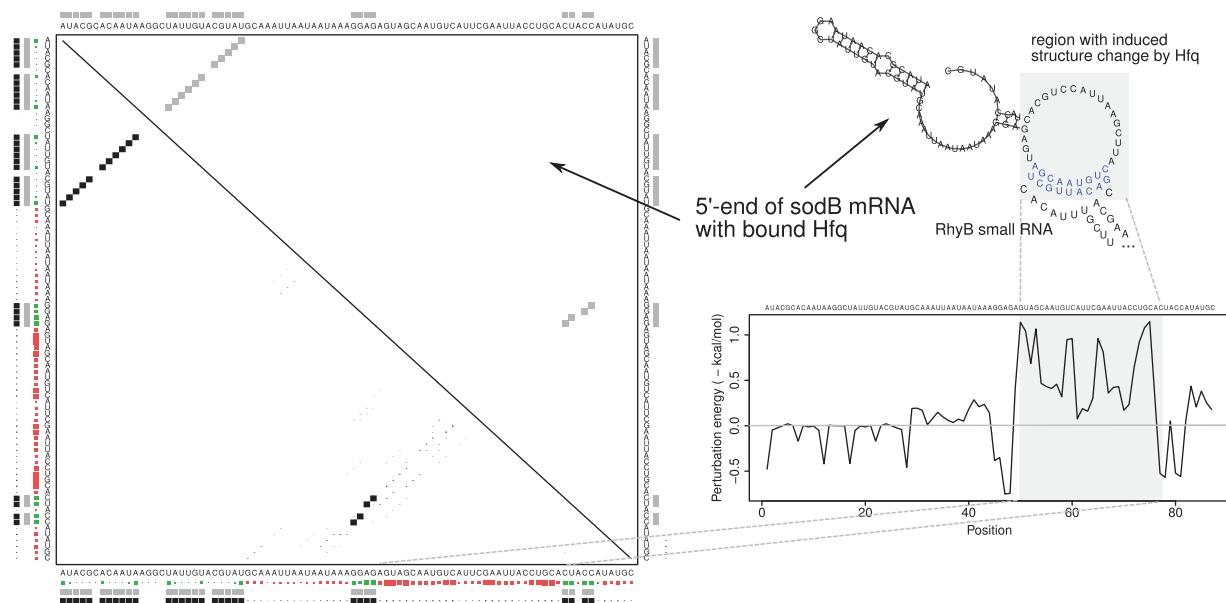 AUACGCACAAUAAGGCUAUUGUACGUAUGCAAAUUAAUAAUAAAGGAGAGUAGCAAUGUCAUUCGAAUUACCUGCACUACCAUAUGC
AUACGCACAAUAAGGCUAUUGUACGUAUGCAAAUUAAUAAUAAAGGAGAGUAGCAAUGUCAUUCGAAUUACCUGCACUACCAUAUGC
AUACGCACAAUAAGGCUAUUGUACGUAUGCAAAUUAAUAAUAAAGGAGAGUAGCAAUGUCAUUCGAAUUACCUGCACUACCAUAUGC
AUACGCACAAUAAGGCUAUUGUACGUAUGCAAAUUAAUAAUAAAGGAGAGUAGCAAUGUCAUUCGAAUUACCUGCACUACCAUAUGC
region with induced
structure change by Hfq
5'-end of sodB mRNA
with bound Hfq
RhyB small RNA
...
AUACGCACAAUAAGGCUAUUGUACGUAUGCAAAUUAAUAAUAAAGGAGAGUAGCAAUGUCAUUCGAAUUACCUGCACUACCAUAUGC
Perturbation energy ( − kcal/mol)
1.0
0.5
0.0
−0.5
0 20 40 60 80
Position